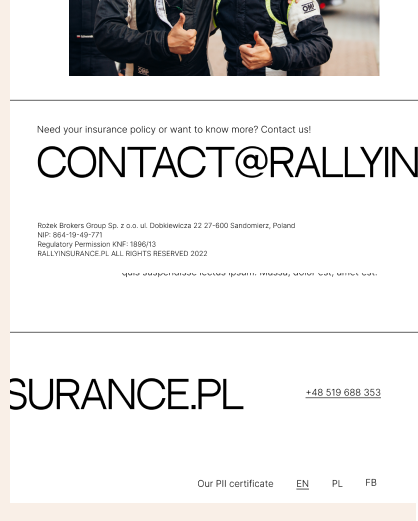 Need your insurance policy or want to know more? Contact us!
CONTACT@RALLYIN
Rożek Brokers Group Sp. z o.o. ul. Dobkiewicza 22 27-600 Sandomierz, Poland
NIP: 864-19-49-771
Regulatory Permission KNF: 1896/13
RALLYINSURANCE.PL ALL RIGHTS RESERVED 2022
quis suspendisse lectus ipsum. Massa, dolor est, amet est.
SURANCE.PL
+48 519 688 353
Our PII certificate EN PL FB